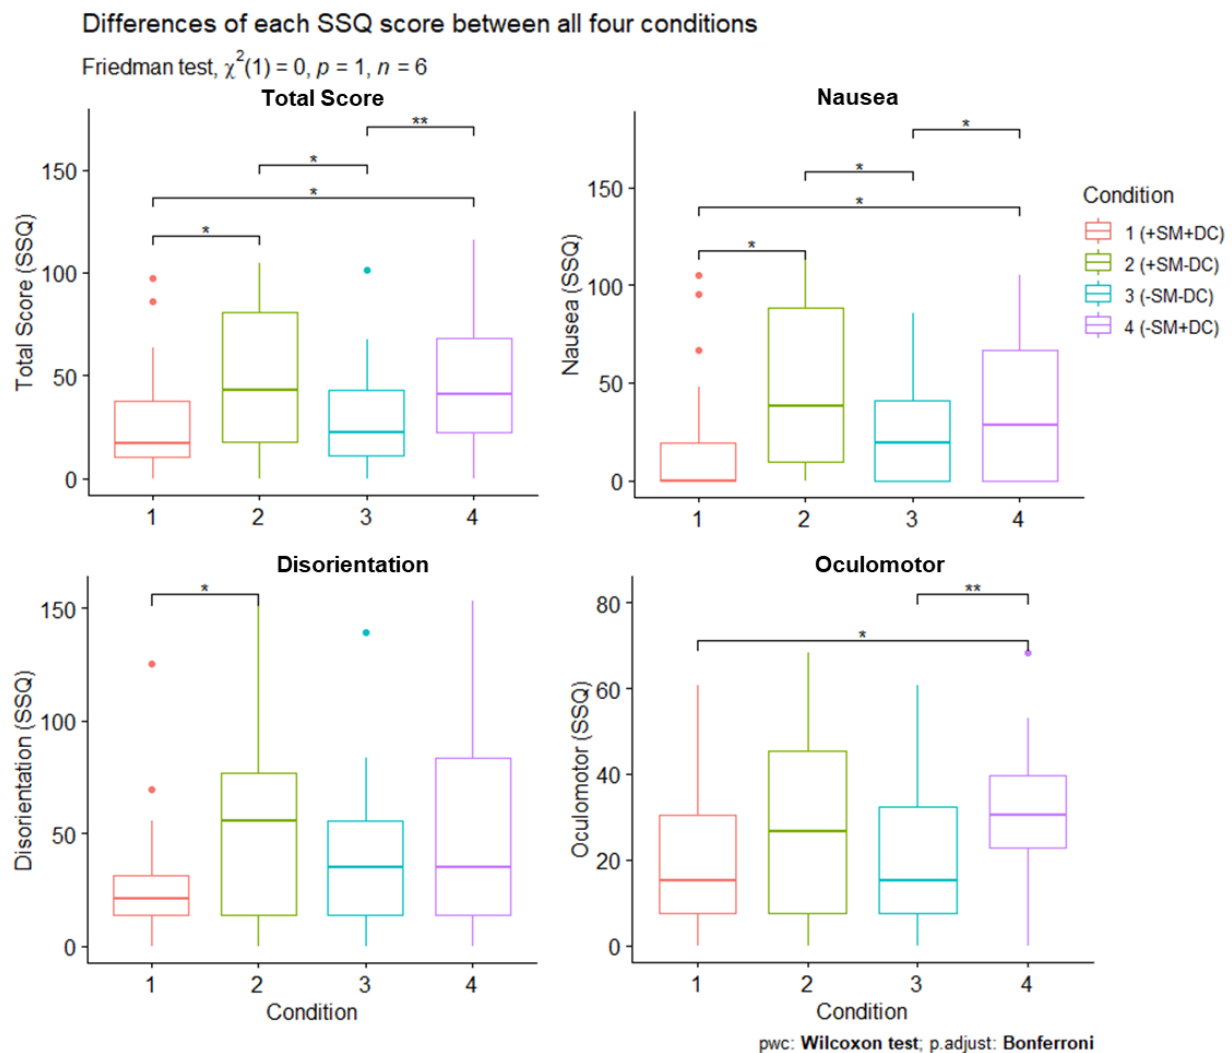 Differences of each SSQ score between all four conditions
Friedman test, χ²(1) = 0, p = 1, n = 6
Total Score
Total Score (SSQ)
150
100
50
0
**
*
*
*
1 2 3 4
Nausea
Nausea (SSQ)
150
100
50
0
*
*
*
*
1 2 3 4
Condition
1 (+SM+DC)
2 (+SM-DC)
3 (-SM-DC)
4 (-SM+DC)
Disorientation
Disorientation (SSQ)
150
100
50
0
*
1 2 3 4
Condition
Oculomotor
Oculomotor (SSQ)
80
60
40
20
0
**
*
1 2 3 4
Condition
pwc: Wilcoxon test; p.adjust: Bonferroni